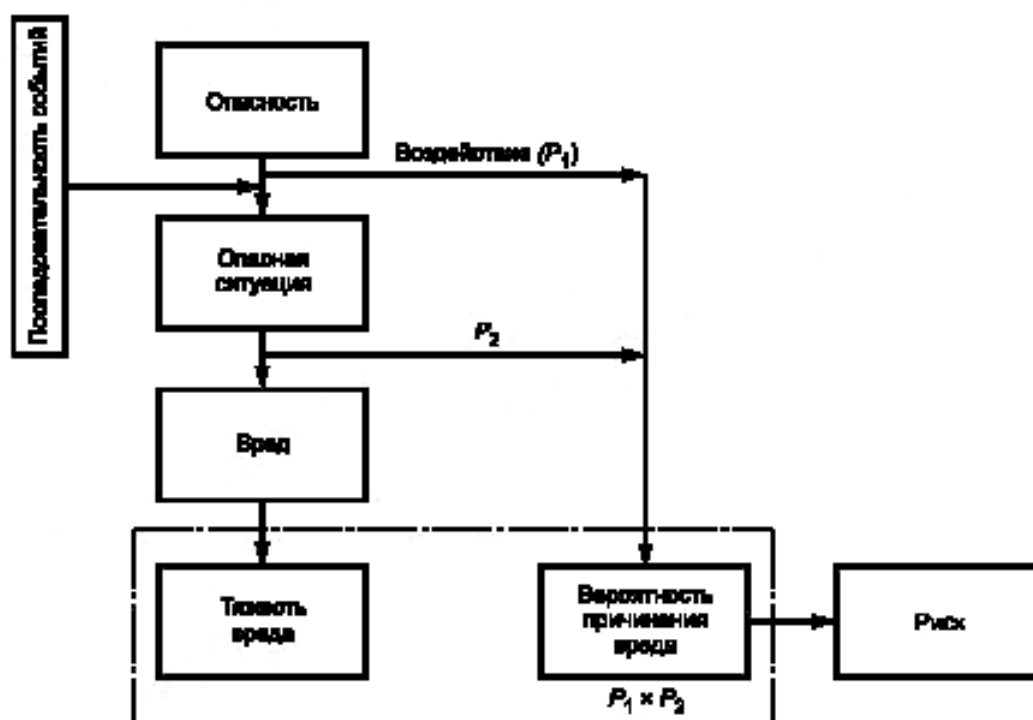 Последовательность событий
Опасность
Воздействие (P1)
Опасная
ситуация
P2
Вред
Тяжесть
вреда
Вероятность
причинения
вреда
Риск
P1 × P2